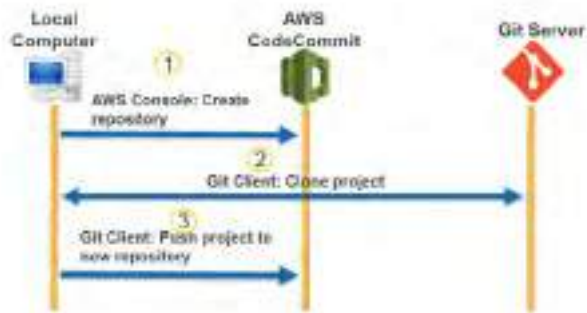 Local
Computer
AWS
CodeCommit
Git Server
1
AWS Console: Create
repository
2
Git Client: Clone project
3
Git Client: Push project to
new repository